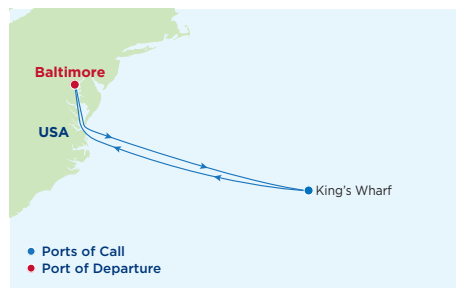 Baltimore
USA
King's Wharf
Ports of Call
Port of Departure